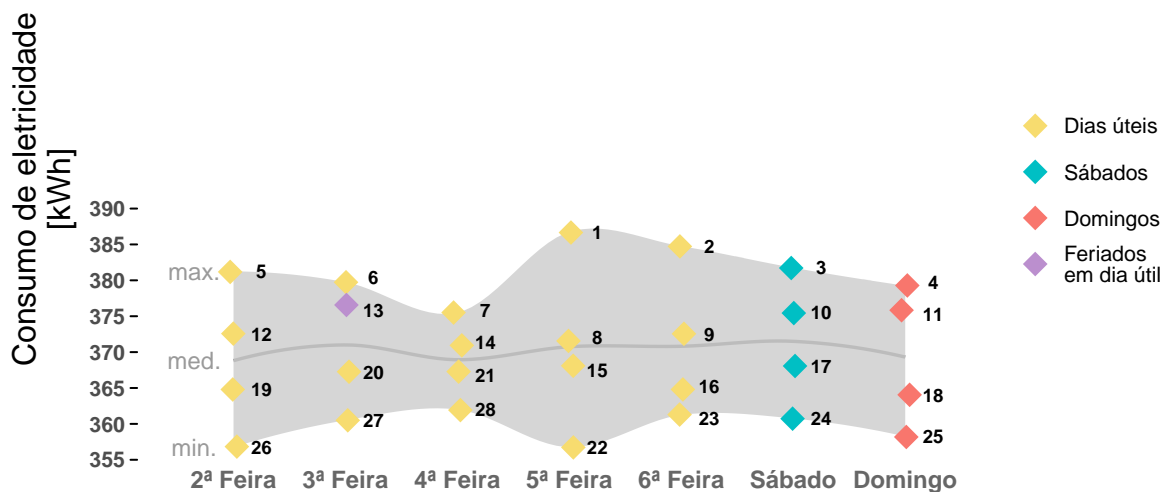 Consumo de eletricidade
[kWh]
390
385
380
375
370
365
360
355
max.
med.
min.
5
12
19
26
6
13
20
27
7
14
21
28
1
8
15
22
2
9
16
23
3
10
17
24
4
11
18
25
2ª Feira
3ª Feira
4ª Feira
5ª Feira
6ª Feira
Sábado
Domingo
Dias úteis
Sábados
Domingos
Feriados
em dia útil